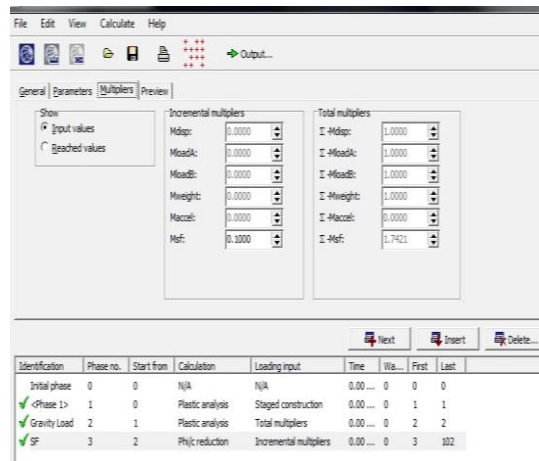 File Edit View Calculate Help
Output...
General Parameters Multipliers Preview
Show
Input values
Reached values
Incremental multipliers
Mdisp: 0.0000
MloadA: 0.0000
MloadB: 0.0000
Mweight: 0.0000
Maccel: 0.0000
Msf: 0.1000
Total multipliers
Σ -Mdisp: 1.0000
Σ -MloadA: 1.0000
Σ -MloadB: 1.0000
Σ -Mweight: 1.0000
Σ -Maccel: 0.0000
Σ -Msf: 1.7421
Next Insert Delete...
Identification Phase no. Start from Calculation Loading input Time Wa... First Last
Initial phase 0 0 N/A N/A 0.00 ... 0 0 0
<Phase 1> 1 0 Plastic analysis Staged construction 0.00 ... 0 1 1
Gravity Load 2 1 Plastic analysis Total multipliers 0.00 ... 0 2 2
SF 3 2 Phi/c reduction Incremental multipliers 0.00 ... 0 3 102